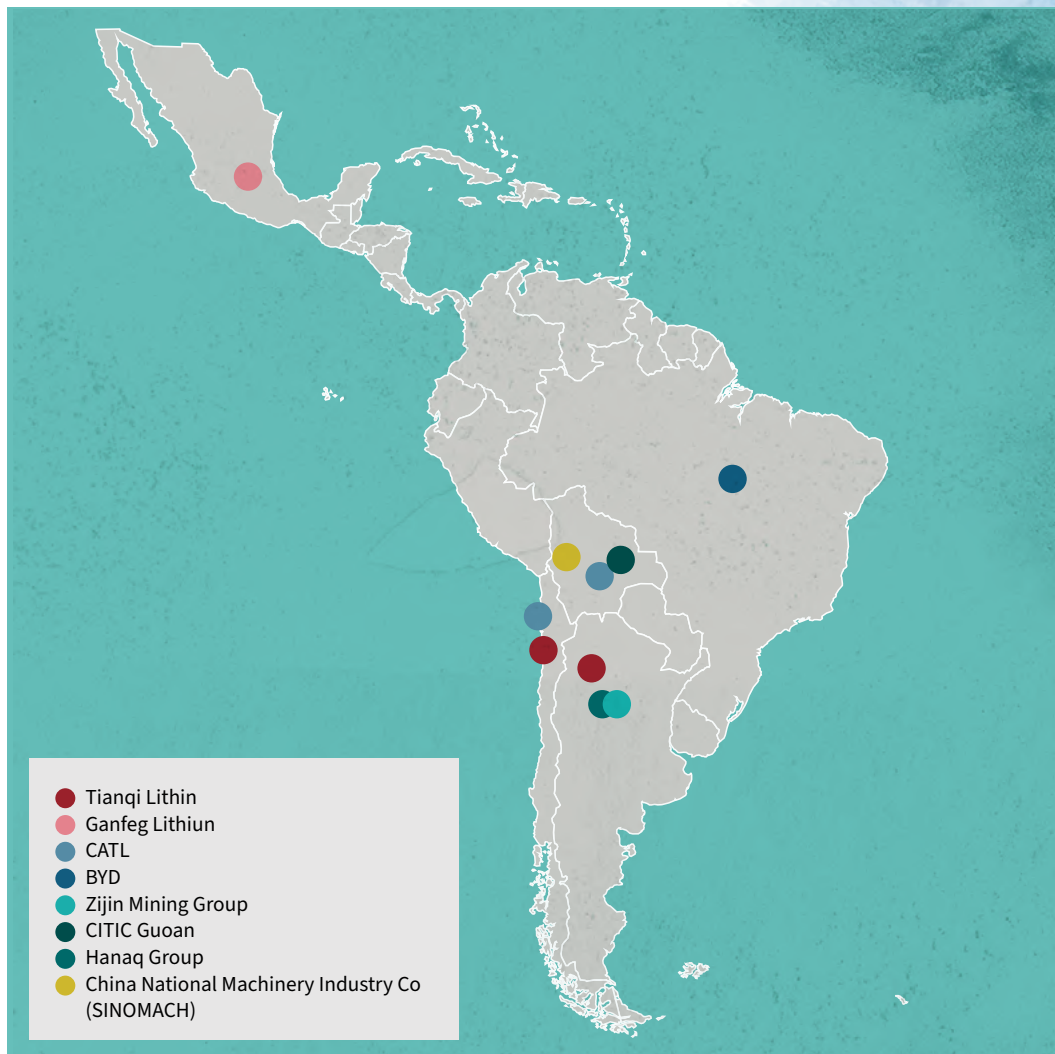 Tianqi Lithin
Ganfeg Lithiun
CATL
BYD
Zijin Mining Group
CITIC Guoan
Hanaq Group
China National Machinery Industry Co
(SINOMACH)